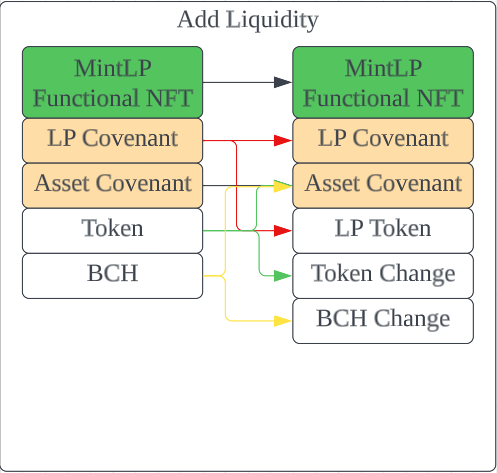 Add Liquidity
MintLP
Functional NFT
LP Covenant
Asset Covenant
Token
BCH
MintLP
Functional NFT
LP Covenant
Asset Covenant
LP Token
Token Change
BCH Change